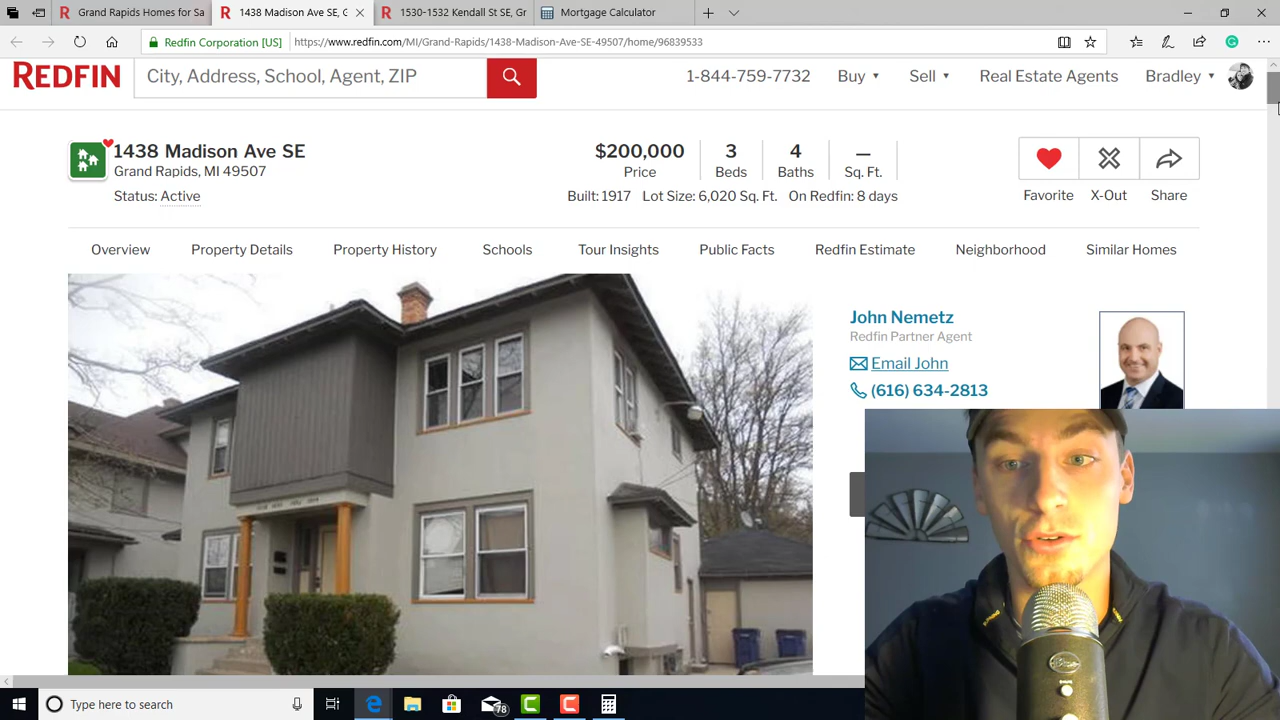 Grand Rapids Homes for Sa
1438 Madison Ave SE, G
1530-1532 Kendall St SE, Gr
Mortgage Calculator
Redfin Corporation [US]
https://www.redfin.com/MI/Grand-Rapids/1438-Madison-Ave-SE-49507/home/96839533
REDFIN
City, Address, School, Agent, ZIP
1-844-759-7732
Buy
Sell
Real Estate Agents
Bradley
1438 Madison Ave SE
Grand Rapids, MI 49507
Status: Active
$200,000
Price
3
Beds
4
Baths
—
Sq. Ft.
Built: 1917 Lot Size: 6,020 Sq. Ft. On Redfin: 8 days
Favorite
X-Out
Share
Overview
Property Details
Property History
Schools
Tour Insights
Public Facts
Redfin Estimate
Neighborhood
Similar Homes
John Nemetz
Redfin Partner Agent
Email John
(616) 634-2813
Type here to search
78